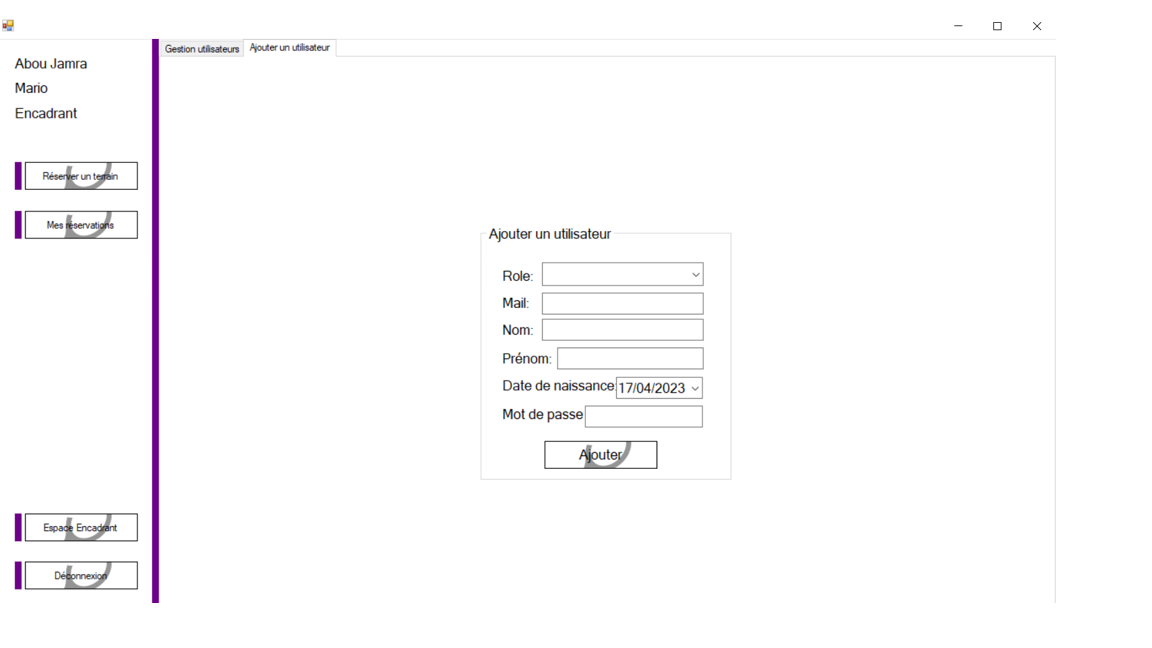 Gestion utilisateurs
Ajouter un utilisateur
Abou Jamra
Mario
Encadrant
Réserver un terrain
Mes réservations
Ajouter un utilisateur
Role:
Mail:
Nom:
Prénom:
Date de naissance: 17/04/2023
Mot de passe
Ajouter
Espace Encadrant
Déconnexion